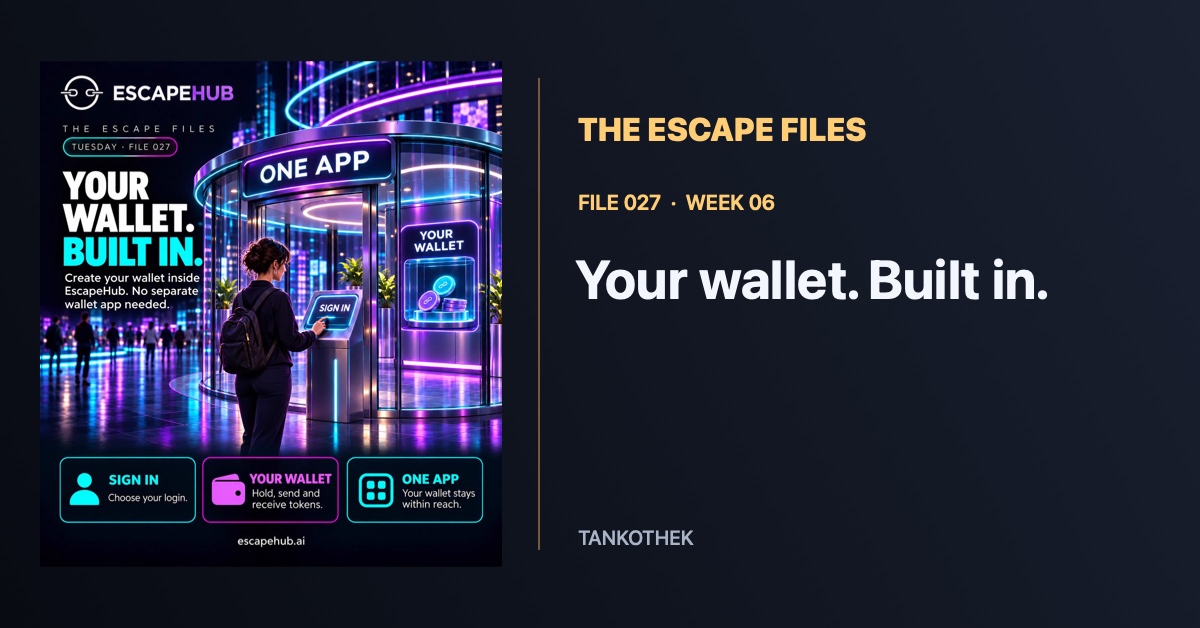 ESCAPEHUB
THE ESCAPE FILES
TUESDAY · FILE 027
YOUR
WALLET.
BUILT IN.
Create your wallet inside
EscapeHub. No separate
wallet app needed.
ONE APP
YOUR
WALLET
SIGN IN
SIGN IN
Choose your login.
YOUR WALLET
Hold, send and
receive tokens.
ONE APP
Your wallet stays
within reach.
escapehub.ai
THE ESCAPE FILES
FILE 027 · WEEK 06
Your wallet. Built in.
TANKOTHEK